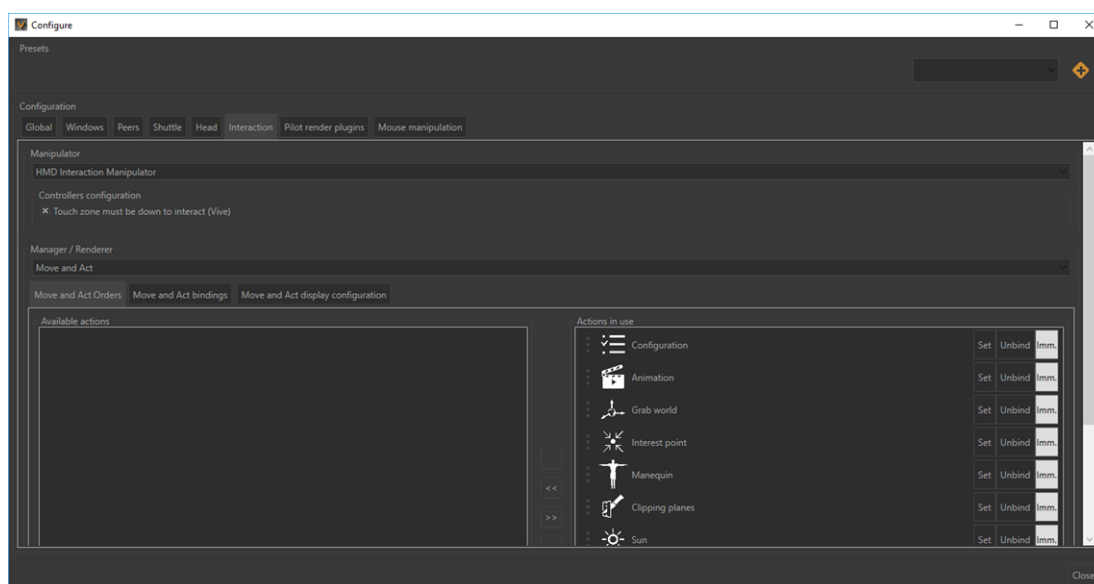 Configure
Presets
Configuration
Global Windows Peers Shuttle Head Interaction Pilot render plugins Mouse manipulation
Manipulator
HMD Interaction Manipulator
Controllers configuration
Touch zone must be down to interact (Vive)
Manager / Renderer
Move and Act
Move and Act Orders Move and Act bindings Move and Act display configuration
Available actions
<<
>>
Actions in use
Configuration Set Unbind Imm.
Animation Set Unbind Imm.
Grab world Set Unbind Imm.
Interest point Set Unbind Imm.
Manequin Set Unbind Imm.
Clipping planes Set Unbind Imm.
Sun Set Unbind Imm.
Close